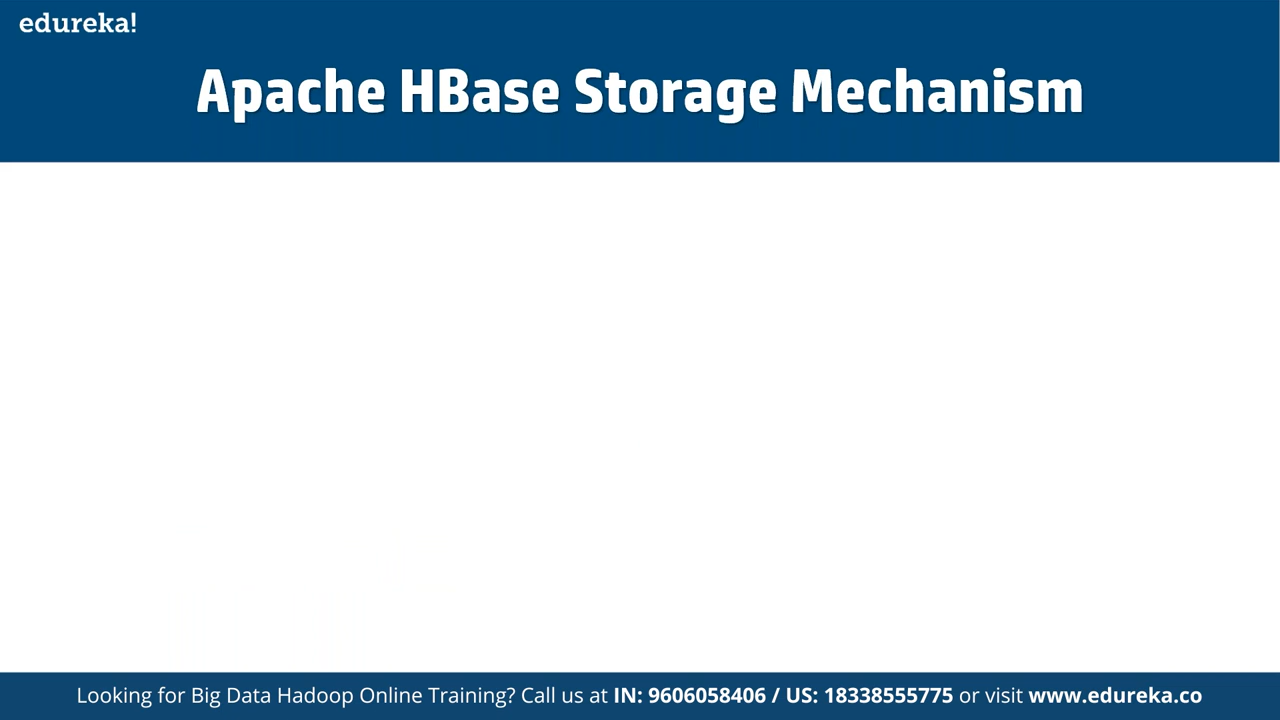 edureka!
Apache HBase Storage Mechanism
Looking for Big Data Hadoop Online Training? Call us at IN: 9606058406 / US: 18338555775 or visit www.edureka.co